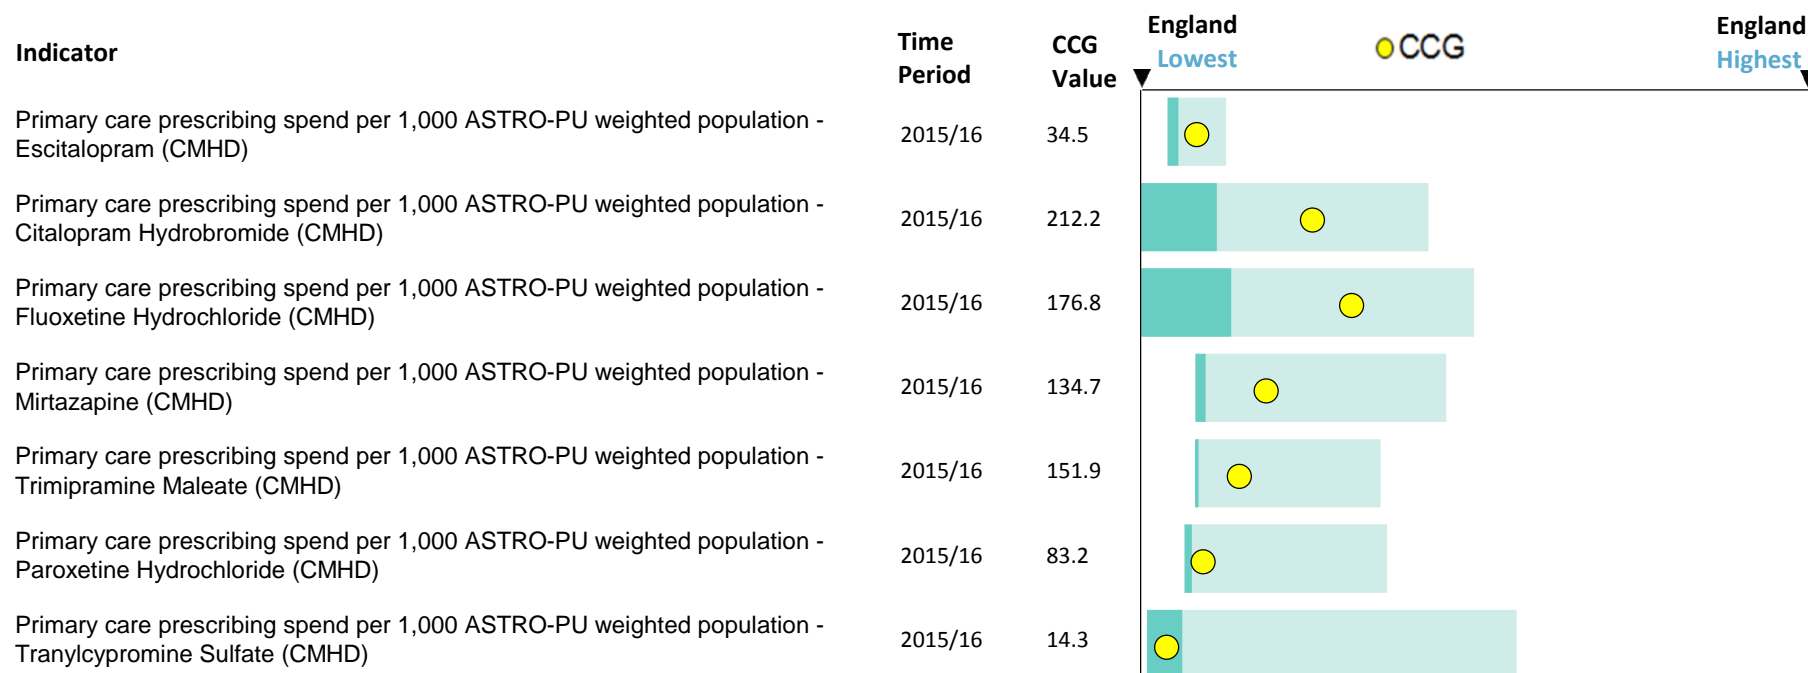 Indicator
Time Period
CCG Value
England Lowest
CCG
England Highest
Primary care prescribing spend per 1,000 ASTRO-PU weighted population -
Escitalopram (CMHD)
2015/16
34.5
Primary care prescribing spend per 1,000 ASTRO-PU weighted population -
Citalopram Hydrobromide (CMHD)
2015/16
212.2
Primary care prescribing spend per 1,000 ASTRO-PU weighted population -
Fluoxetine Hydrochloride (CMHD)
2015/16
176.8
Primary care prescribing spend per 1,000 ASTRO-PU weighted population -
Mirtazapine (CMHD)
2015/16
134.7
Primary care prescribing spend per 1,000 ASTRO-PU weighted population -
Trimipramine Maleate (CMHD)
2015/16
151.9
Primary care prescribing spend per 1,000 ASTRO-PU weighted population -
Paroxetine Hydrochloride (CMHD)
2015/16
83.2
Primary care prescribing spend per 1,000 ASTRO-PU weighted population -
Tranylcypromine Sulfate (CMHD)
2015/16
14.3